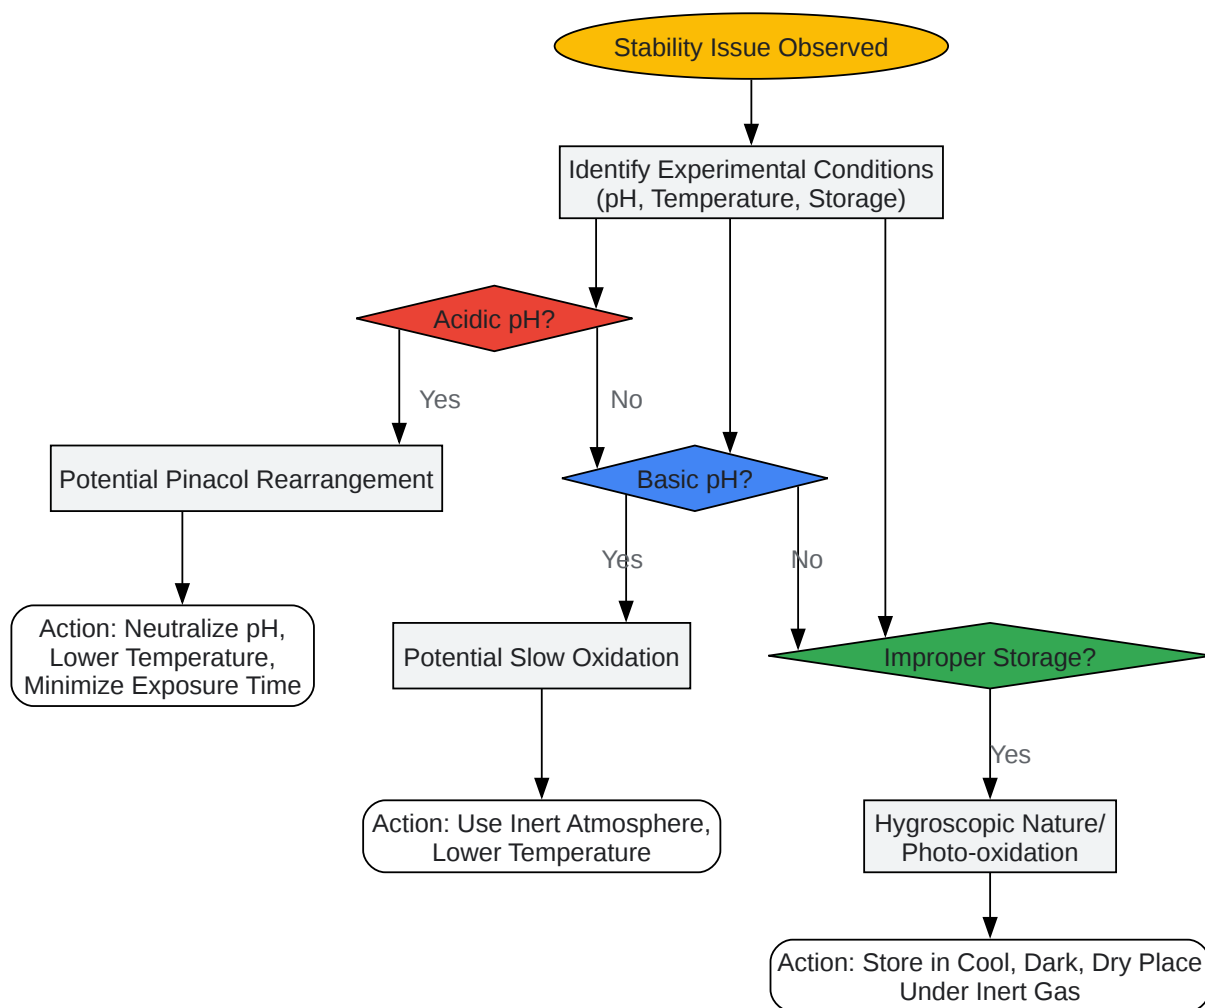 Stability Issue Observed
Identify Experimental Conditions
(pH, Temperature, Storage)
Acidic pH?
Yes
No
Potential Pinacol Rearrangement
Basic pH?
Yes
No
Action: Neutralize pH,
Lower Temperature,
Minimize Exposure Time
Potential Slow Oxidation
Improper Storage?
Yes
Action: Use Inert Atmosphere,
Lower Temperature
Hygroscopic Nature/
Photo-oxidation
Action: Store in Cool, Dark, Dry Place
Under Inert Gas